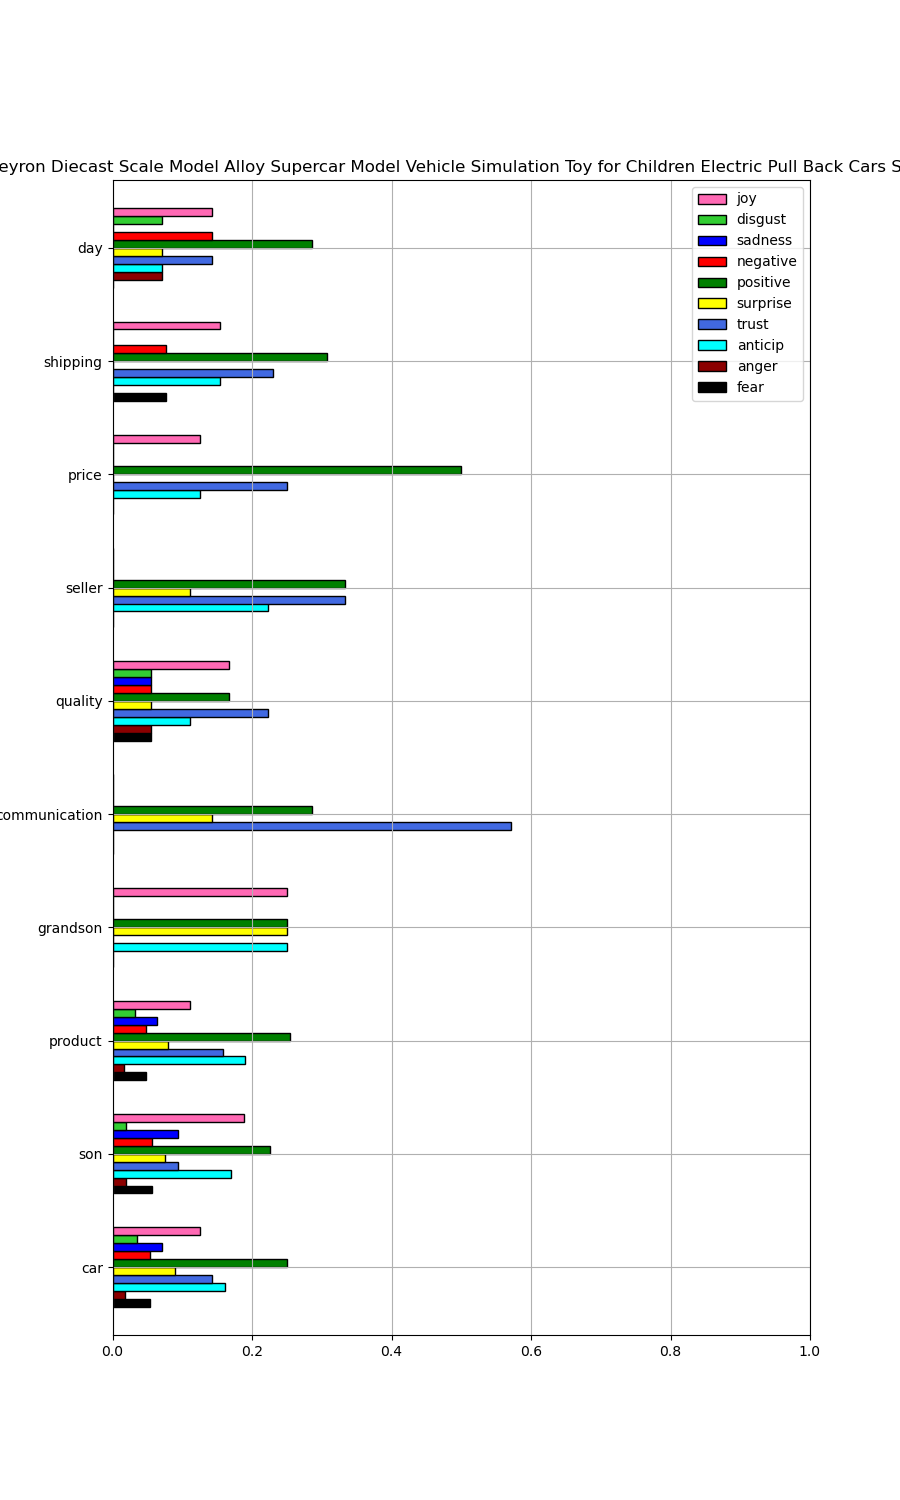 eyron Diecast Scale Model Alloy Supercar Model Vehicle Simulation Toy for Children Electric Pull Back Cars S
joy
disgust
sadness
negative
positive
surprise
trust
anticip
anger
fear
day
shipping
price
seller
quality
communication
grandson
product
son
car
0.0 0.2 0.4 0.6 0.8 1.0